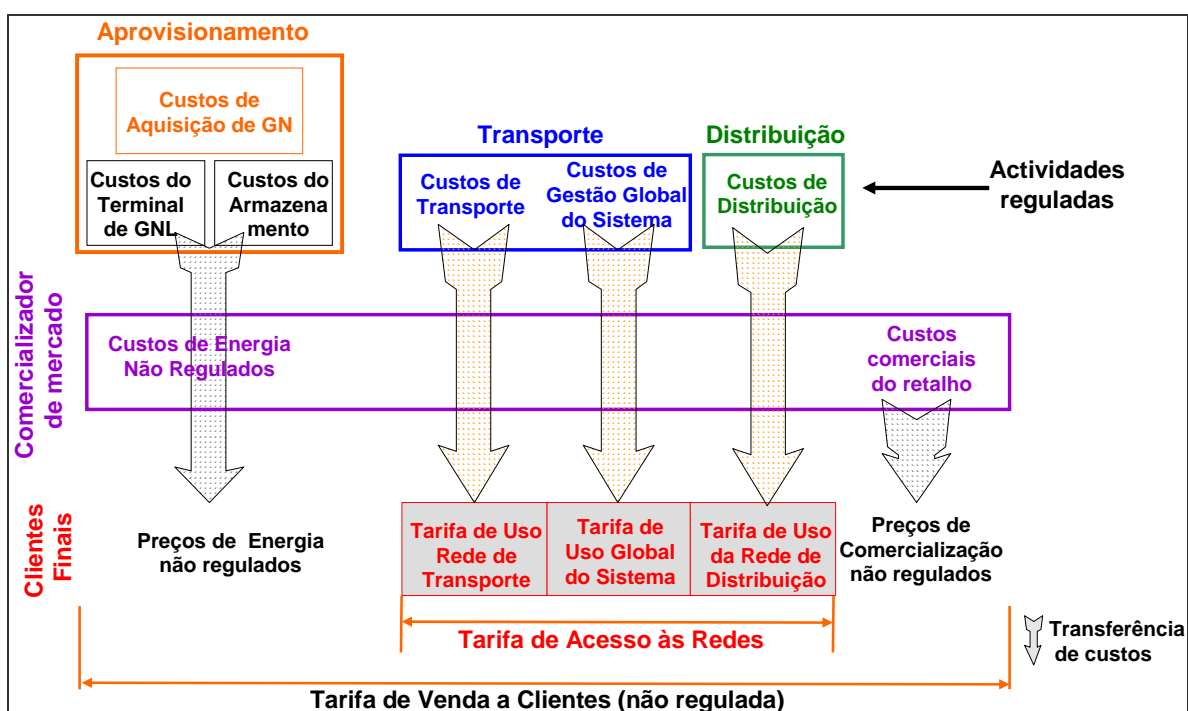 Aprovisionamento
Custos de
Aquisição de GN
Custos do
Terminal
de GNL
Custos do
Armazena
mento
Transporte
Custos de
Transporte
Custos de
Gestão Global
do Sistema
Distribuição
Custos de
Distribuição
Actividades
reguladas
Comercializador
de mercado
Custos de Energia
Não Regulados
Custos
comerciais
do retalho
Clientes
Finais
Preços de Energia
não regulados
Tarifa de Uso
Rede de
Transporte
Tarifa de
Uso Global
do Sistema
Tarifa de Uso
da Rede de
Distribuição
Preços de
Comercialização
não regulados
Tarifa de Acesso às Redes
Transferência
de custos
Tarifa de Venda a Clientes (não regulada)